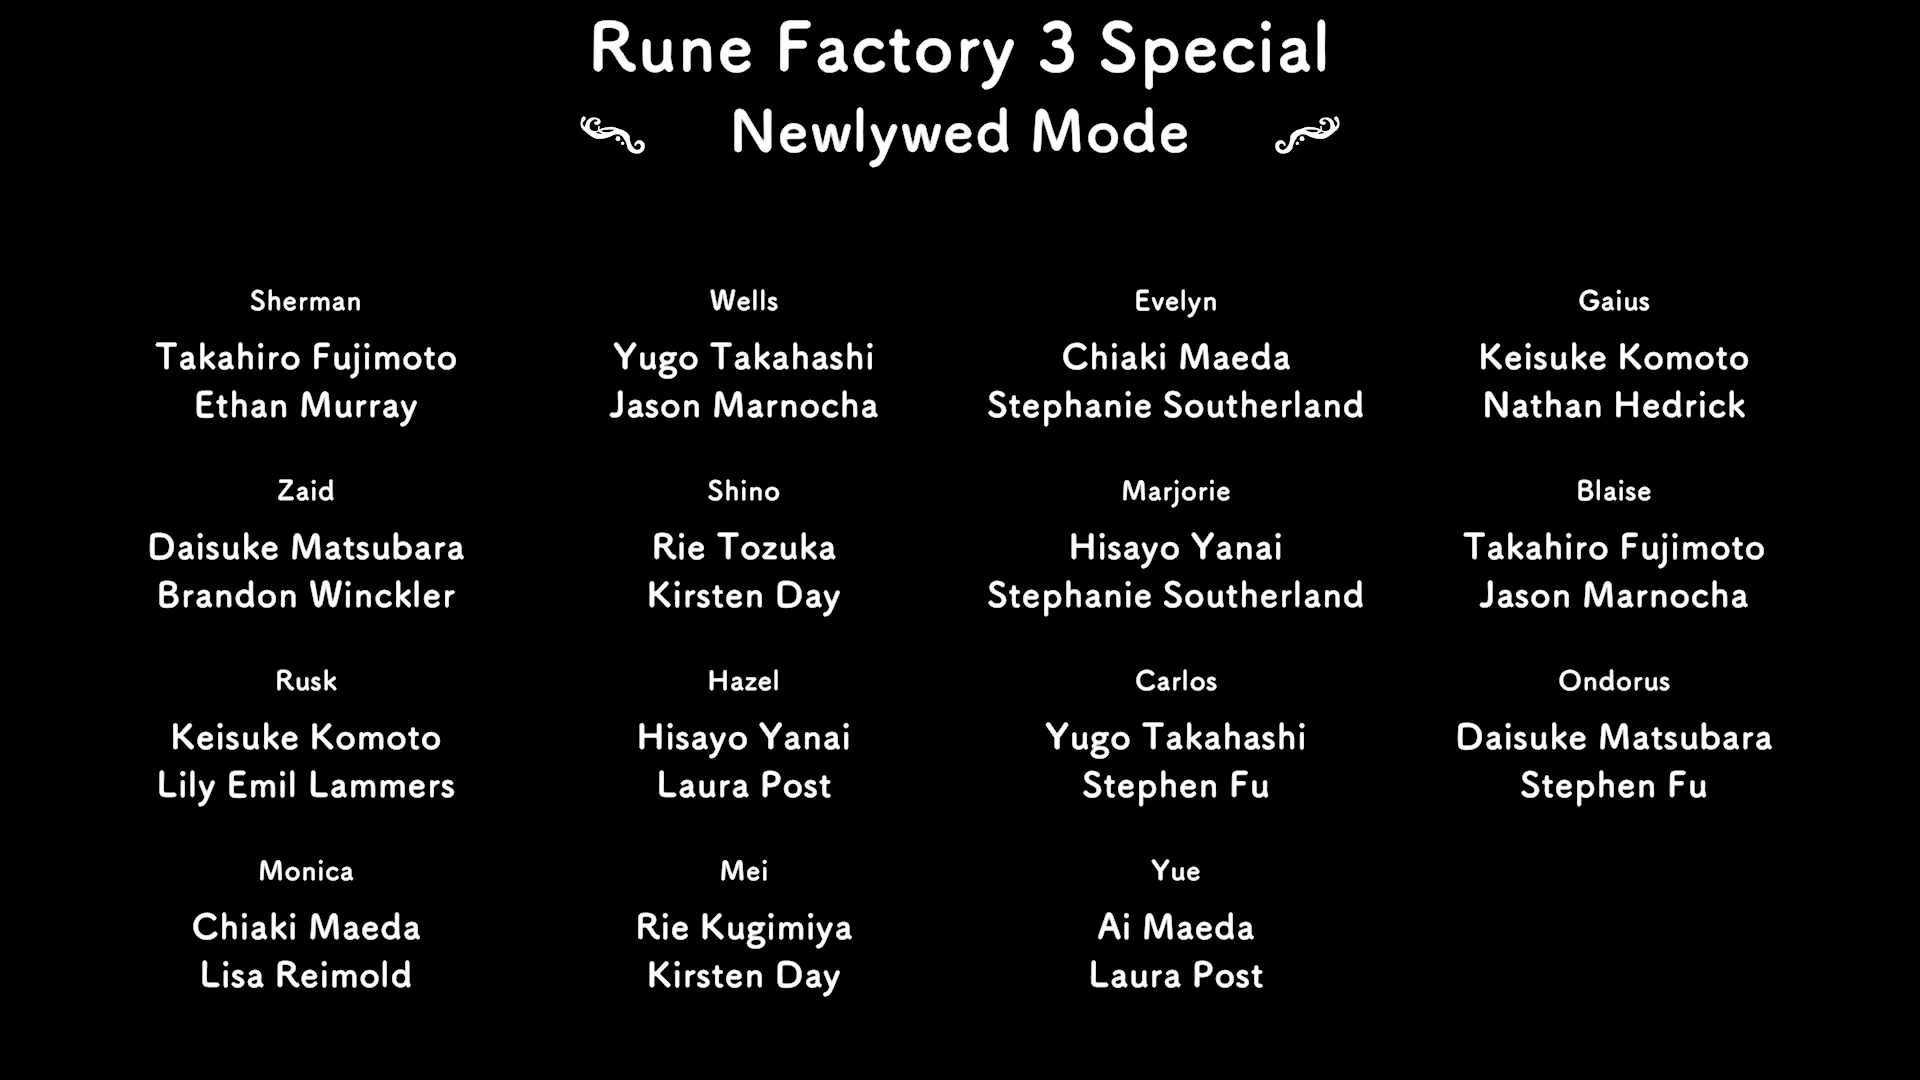 Rune Factory 3 Special
Newlywed Mode
Sherman
Takahiro Fujimoto
Ethan Murray
Wells
Yugo Takahashi
Jason Marnocha
Evelyn
Chiaki Maeda
Stephanie Southerland
Gaius
Keisuke Komoto
Nathan Hedrick
Zaid
Daisuke Matsubara
Brandon Winckler
Shino
Rie Tozuka
Kirsten Day
Marjorie
Hisayo Yanai
Stephanie Southerland
Blaise
Takahiro Fujimoto
Jason Marnocha
Rusk
Keisuke Komoto
Lily Emil Lammers
Hazel
Hisayo Yanai
Laura Post
Carlos
Yugo Takahashi
Stephen Fu
Ondorus
Daisuke Matsubara
Stephen Fu
Monica
Chiaki Maeda
Lisa Reimold
Mei
Rie Kugimiya
Kirsten Day
Yue
Ai Maeda
Laura Post